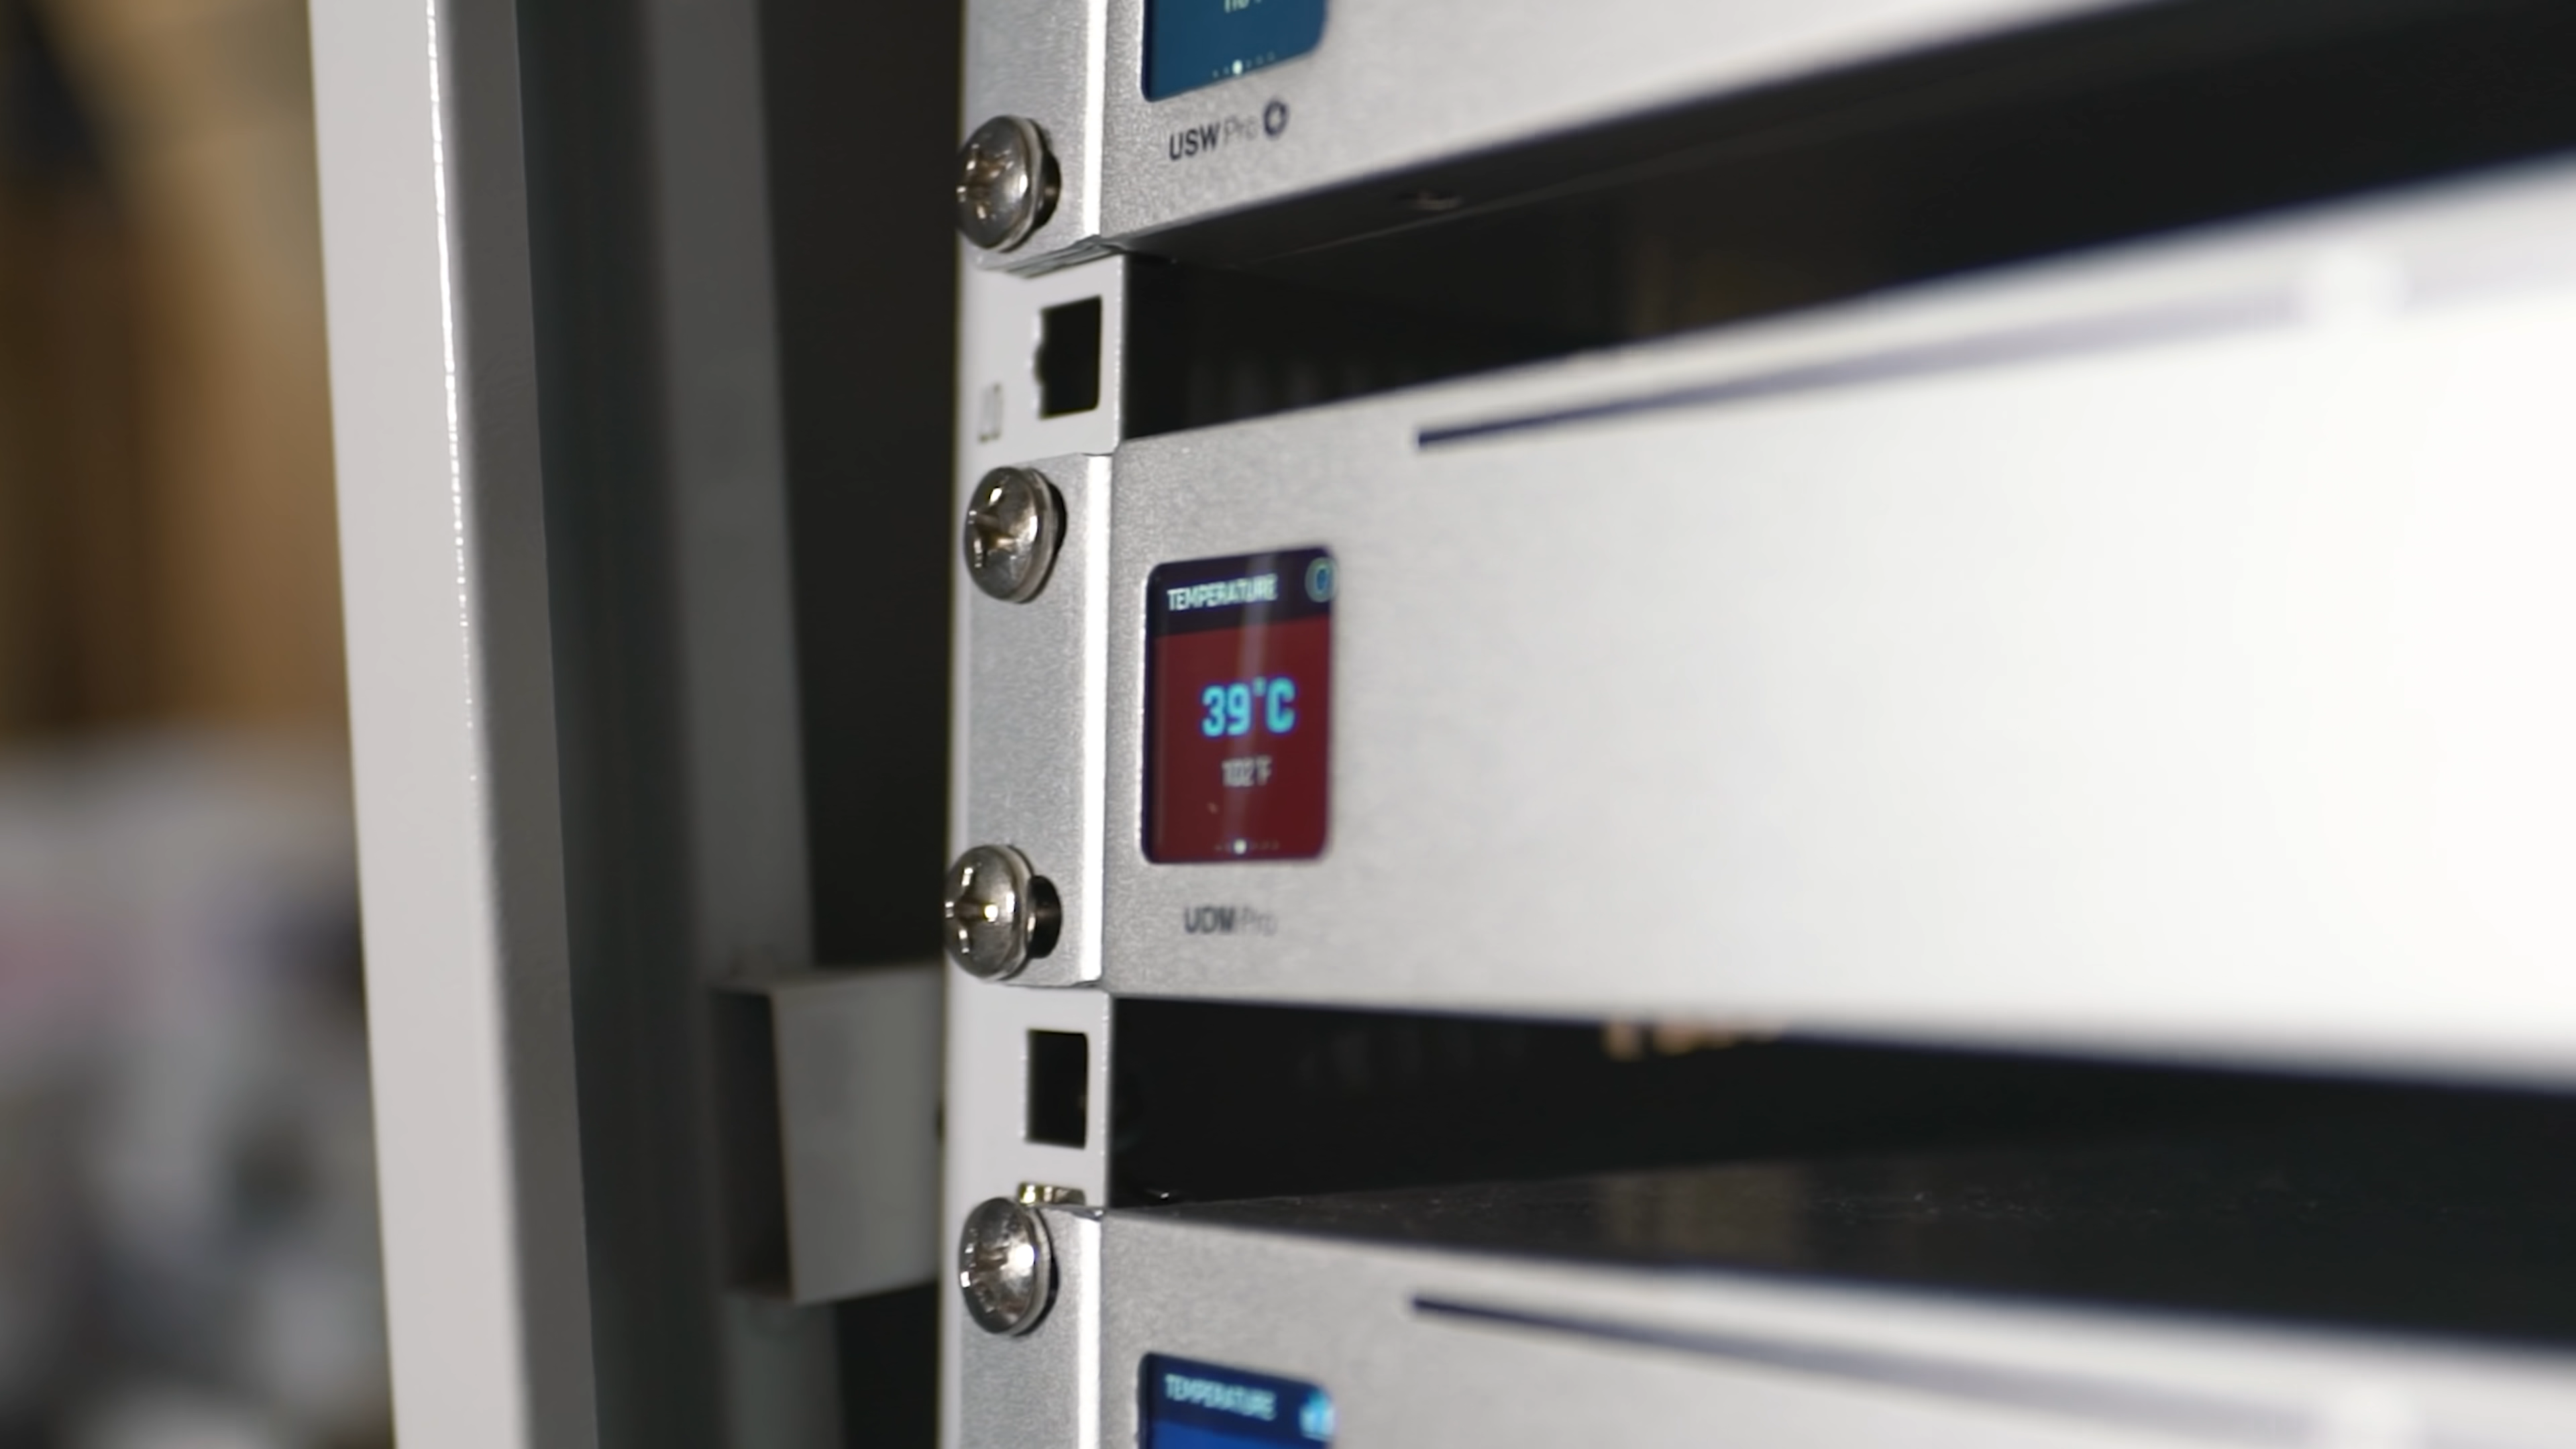 USW Pro
TEMPERATURE
39°C
102°F
UDM Pro
TEMPERATURE